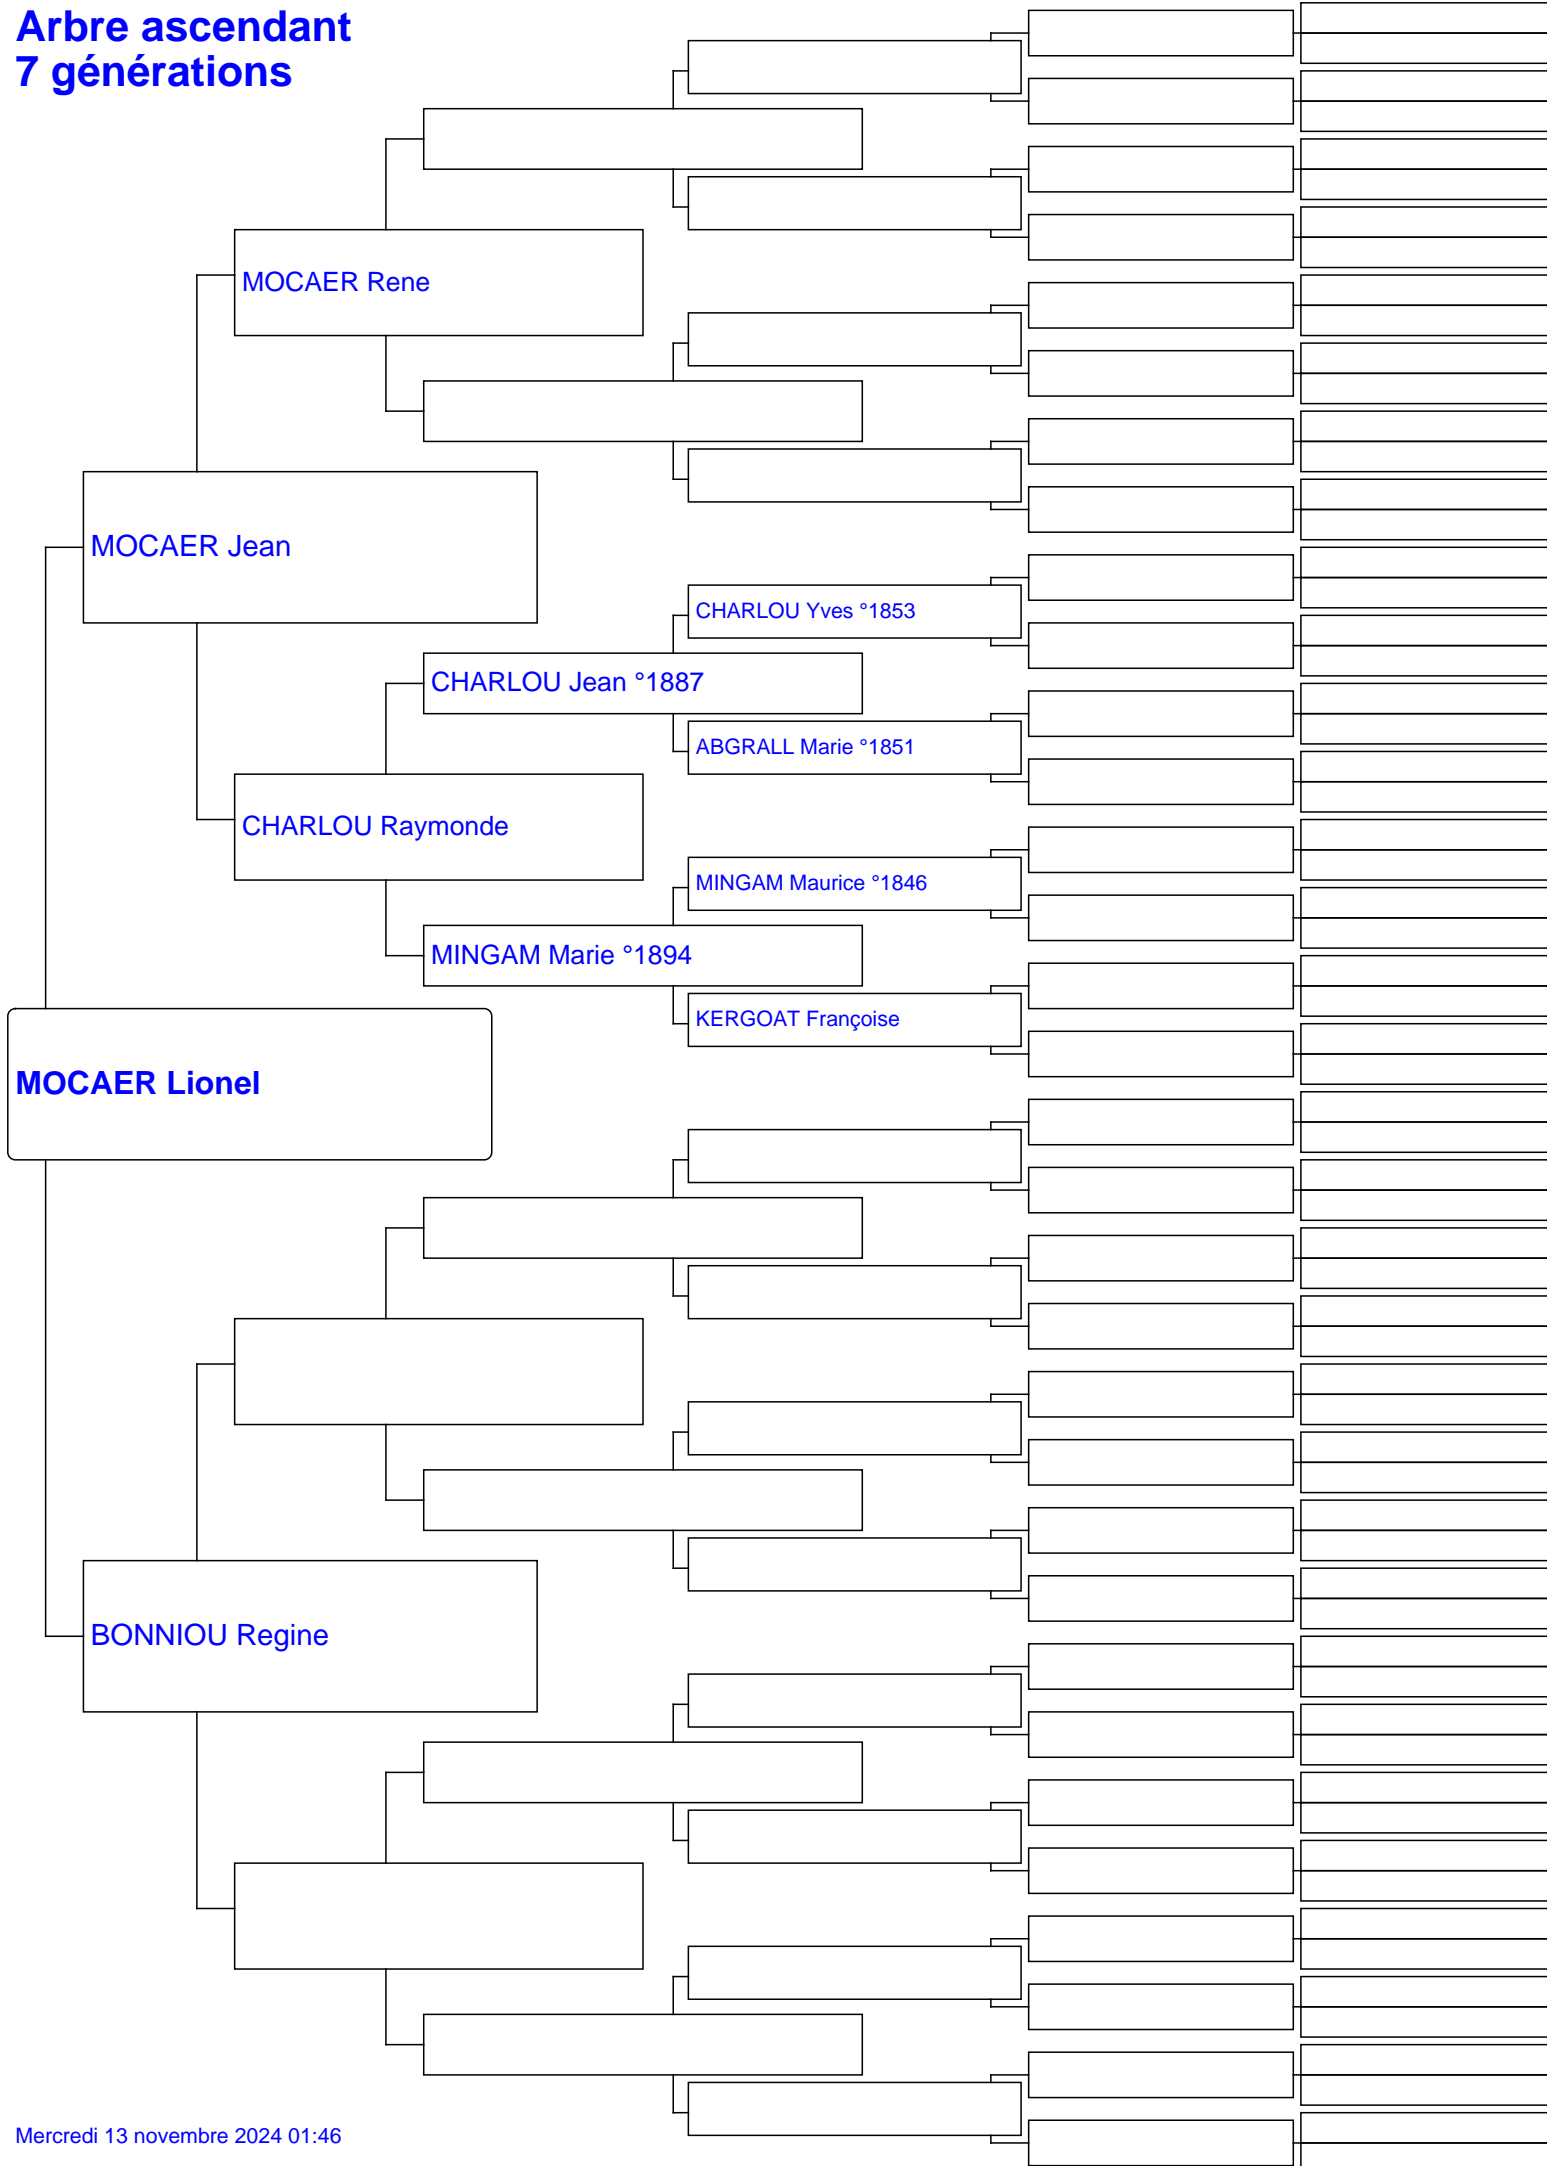 Arbre ascendant
7 générations
MOCAER Rene
MOCAER Jean
CHARLOU Yves °1853
CHARLOU Jean °1887
ABGRALL Marie °1851
CHARLOU Raymonde
MINGAM Maurice °1846
MINGAM Marie °1894
KERGOAT Françoise
MOCAER Lionel
BONNIOU Regine
Mercredi 13 novembre 2024 01:46